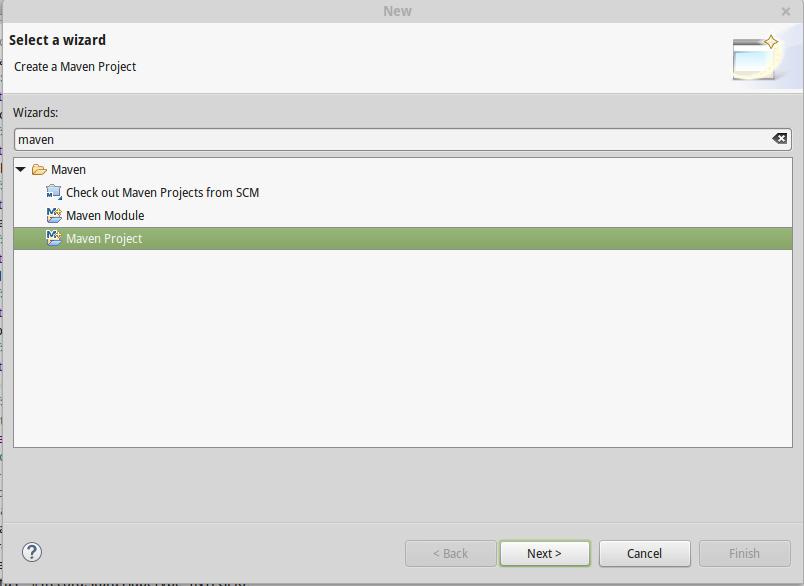 New
Select a wizard
Create a Maven Project
Wizards:
maven
Maven
Check out Maven Projects from SCM
Maven Module
Maven Project
< Back
Next >
Cancel
Finish